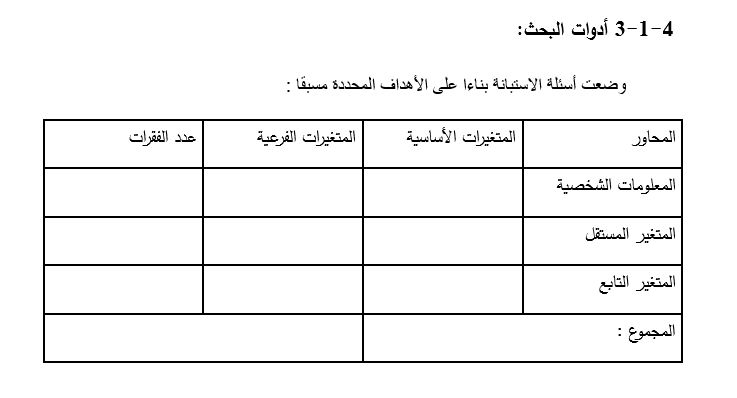 3-1-4 أدوات البحث:
وضعت أسئلة الاستبانة بناءا على الأهداف المحددة مسبقا :
المحاور المتغيرات الأساسية المتغيرات الفرعية عدد الفقرات
المعلومات الشخصية
المتغير المستقل
المتغير التابع
المجموع :